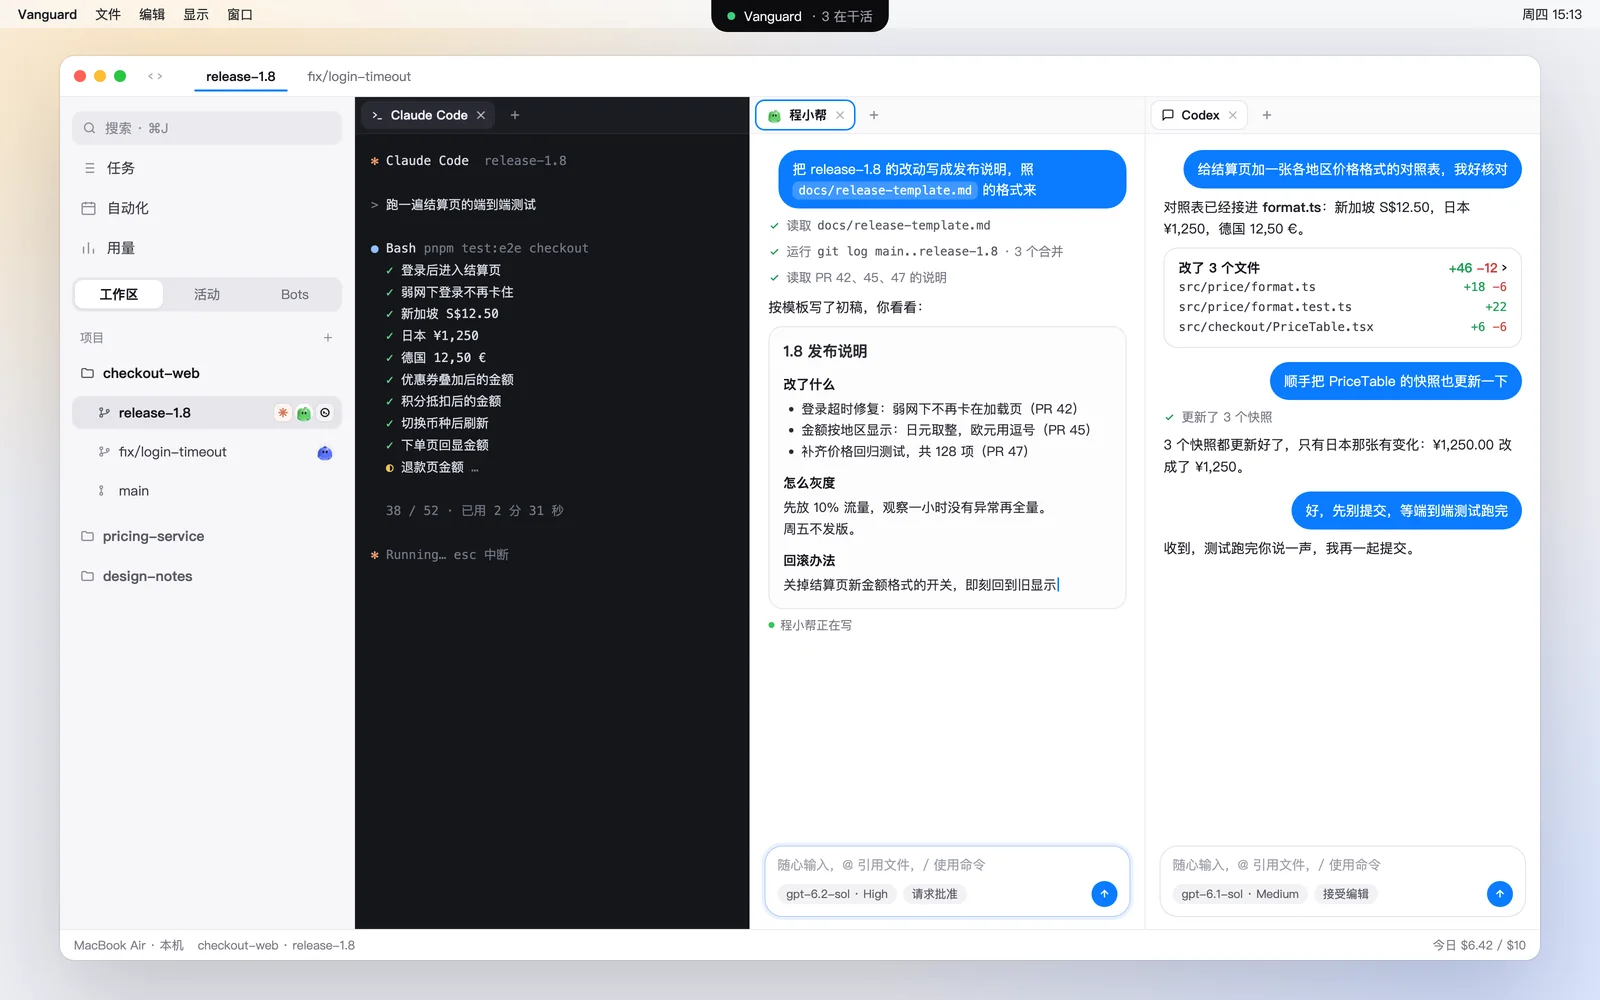 Vanguard 文件 编辑 显示 窗口
Vanguard · 3 在干活
周四 15:13
release-1.8 fix/login-timeout
搜索 · ⌘J
任务
自动化
用量
工作区 活动 Bots
项目
checkout-web
release-1.8
fix/login-timeout
main
pricing-service
design-notes
Claude Code
Claude Code release-1.8
> 跑一遍结算页的端到端测试
Bash pnpm test:e2e checkout
✓ 登录后进入结算页
✓ 弱网下登录不再卡住
✓ 新加坡 S$12.50
✓ 日本 ¥1,250
✓ 德国 12,50 €
✓ 优惠券叠加后的金额
✓ 积分抵扣后的金额
✓ 切换币种后刷新
✓ 下单页回显金额
退款页金额 …
38 / 52 · 已用 2 分 31 秒
Running… esc 中断
程小帮
把 release-1.8 的改动写成发布说明，照
docs/release-template.md 的格式来
✓ 读取 docs/release-template.md
✓ 运行 git log main..release-1.8 · 3 个合并
✓ 读取 PR 42、45、47 的说明
按模板写了初稿，你看看：
1.8 发布说明
改了什么
• 登录超时修复：弱网下不再卡在加载页（PR 42）
• 金额按地区显示：日元取整，欧元用逗号（PR 45）
• 补齐价格回归测试，共 128 项（PR 47）
怎么灰度
先放 10% 流量，观察一小时没有异常再全量。
周五不发版。
回滚办法
关掉结算页新金额格式的开关，即刻回到旧显示
程小帮正在写
随心输入，@ 引用文件，/ 使用命令
gpt-6.2-sol · High 请求批准
Codex
给结算页加一张各地区价格格式的对照表，我好核对
对照表已经接进 format.ts：新加坡 S$12.50，日本
¥1,250，德国 12,50 €。
改了 3 个文件 +46 −12 >
src/price/format.ts +18 −6
src/price/format.test.ts +22
src/checkout/PriceTable.tsx +6 −6
顺手把 PriceTable 的快照也更新一下
✓ 更新了 3 个快照
3 个快照都更新好了，只有日本那张有变化：¥1,250.00 改
成了 ¥1,250。
好，先别提交，等端到端测试跑完
收到，测试跑完你说一声，我再一起提交。
随心输入，@ 引用文件，/ 使用命令
gpt-6.1-sol · Medium 接受编辑
MacBook Air · 本机 checkout-web · release-1.8
今日 $6.42 / $10